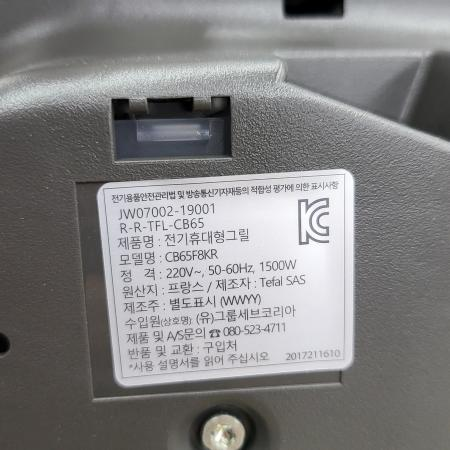 전기용품안전관리법 및 방송통신기자재등의 적합성 평가에 의한 표시사항
JW07002-19001
R-R-TFL-CB65
제품명 : 전기휴대형그릴
모델명 : CB65F8KR
정 격 : 220V~, 50-60Hz, 1500W
원산지 : 프랑스 / 제조자 : Tefal SAS
제조주 : 별도표시 (WWYY)
수입원(상호명) : (유)그룹세브코리아
제품 및 A/S문의 ☎ 080-523-4711
반품 및 교환 : 구입처
*사용 설명서를 읽어 주십시오
2017211610